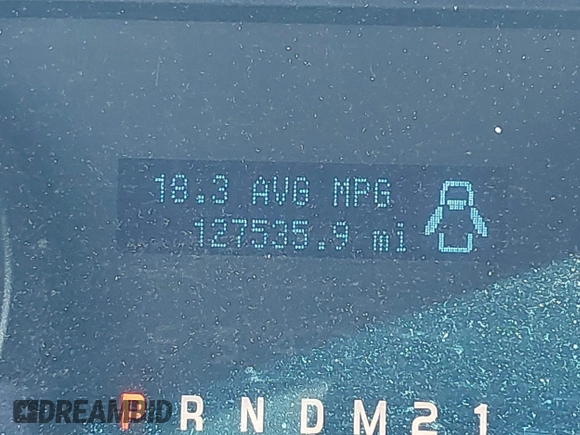 18.3 AVG MPG
127535.9 mi
P R N D M 2 1
DREAMBID